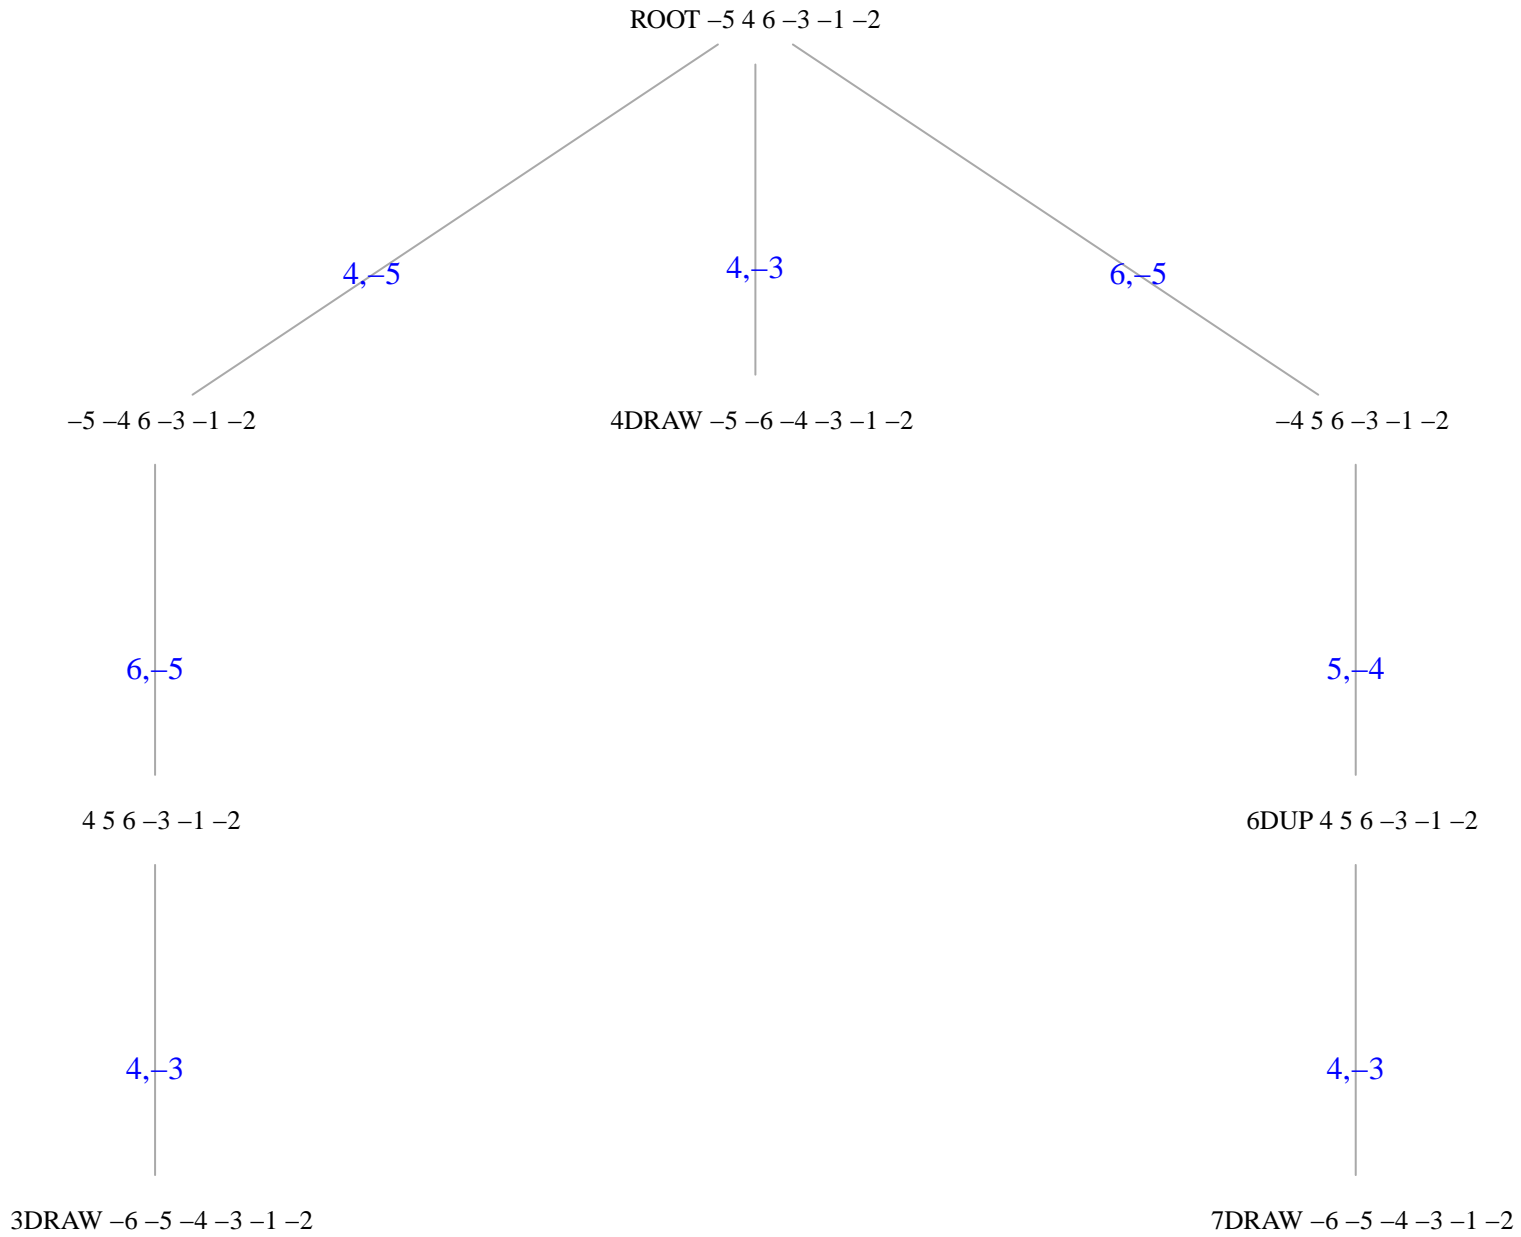 ROOT –5 4 6 –3 –1 –2
4,–5
4,–3
6,–5
–5 –4 6 –3 –1 –2
4DRAW –5 –6 –4 –3 –1 –2
–4 5 6 –3 –1 –2
6,–5
5,–4
4 5 6 –3 –1 –2
6DUP 4 5 6 –3 –1 –2
4,–3
4,–3
3DRAW –6 –5 –4 –3 –1 –2
7DRAW –6 –5 –4 –3 –1 –2